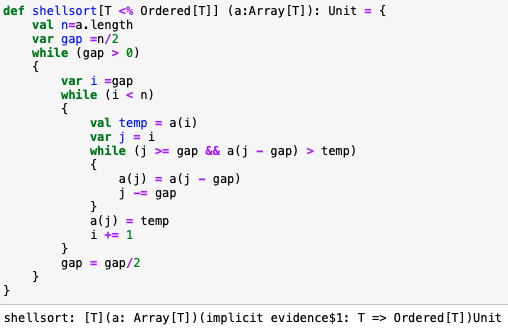 def shellsort[T <% Ordered[T]] (a:Array[T]): Unit = {
    val n=a.length
    var gap =n/2
    while (gap > 0)
    {
        var i =gap
        while (i < n)
        {
            val temp = a(i)
            var j = i
            while (j >= gap && a(j - gap) > temp)
            {
                a(j) = a(j - gap)
                j -= gap
            }
            a(j) = temp
            i += 1
        }
        gap = gap/2
    }
}
shellsort: [T](a: Array[T])(implicit evidence$1: T => Ordered[T])Unit